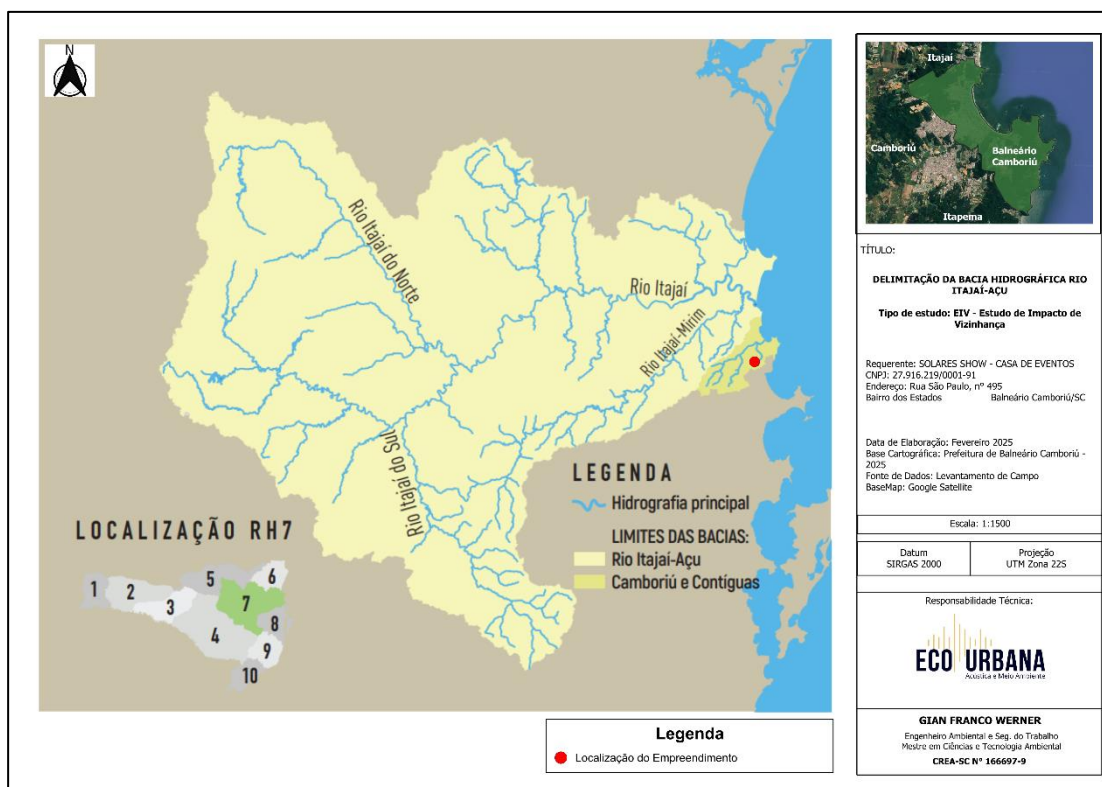 N
Rio Itajaí do Norte
Rio Itajaí
Rio Itajaí-Mirim
Rio Itajaí do Sul
LEGENDA
Hidrografia principal
LIMITES DAS BACIAS:
Rio Itajaí-Açu
Camboriú e Contíguas
LOCALIZAÇÃO RH7
1
2
3
4
5
6
7
8
9
10
Legenda
Localização do Empreendimento
Itajaí
Camboriú
Balneário
Camboriú
Itapema
TÍTULO:
DELIMITAÇÃO DA BACIA HIDROGRÁFICA RIO
ITAJAÍ-AÇU
Tipo de estudo: EIV - Estudo de Impacto de
Vizinhança
Requerente: SOLARES SHOW - CASA DE EVENTOS
CNPJ: 27.916.219/0001-91
Endereço: Rua São Paulo, nº 495
Bairro dos Estados Balneário Camboriú/SC
Data de Elaboração: Fevereiro 2025
Base Cartográfica: Prefeitura de Balneário Camboriú -
2025
Fonte de Dados: Levantamento de Campo
BaseMap: Google Satellite
Escala: 1:1500
Datum
SIRGAS 2000
Projeção
UTM Zona 22S
Responsabilidade Técnica:
ECO URBANA
Acústica e Meio Ambiente
GIAN FRANCO WERNER
Engenheiro Ambiental e Seg. do Trabalho
Mestre em Ciências e Tecnologia Ambiental
CREA-SC N° 166697-9